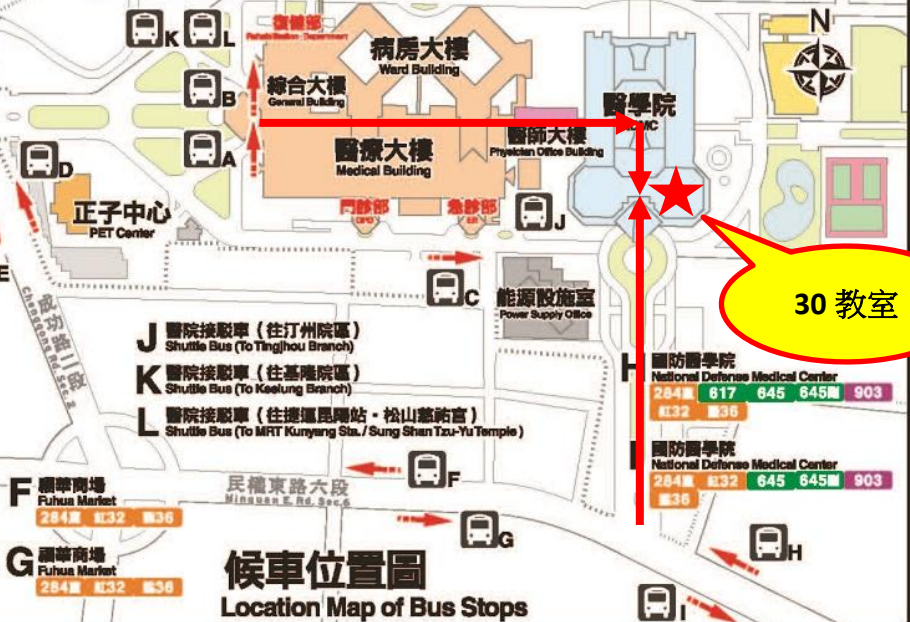 N
K
L
復健部
病房大樓
Ward Building
綜合大樓
General Building
B
醫學院
NDMC
醫師大樓
Physician Office Building
A
醫療大樓
Medical Building
D
正子中心
PET Center
門診部
OPD
急診部
ER
J
E
C
能源設施室
Power Supply Office
30 教室
成功路二段
Chenggong Rd. Sec.2
J 醫院接駁車(往汀州院區)
Shuttle Bus (To Tingjhou Branch)
K 醫院接駁車(往基隆院區)
Shuttle Bus (To Keelung Branch)
L 醫院接駁車(往捷運昆陽站・松山慈祐宮)
Shuttle Bus (To MRT Kunyang Sta. / Sung Shan Tzu-Yu Temple)
H 國防醫學院
National Defense Medical Center
284直 617 645 645副 903
紅32 藍36
國防醫學院
National Defense Medical Center
284直 紅32 645 645副 903
藍36
F
民權東路六段
Minquan E. Rd. Sec.6
F 福華商場
Fuhua Market
284直 紅32 藍36
G
H
G 福華商場
Fuhua Market
284直 紅32 藍36
候車位置圖
Location Map of Bus Stops
I